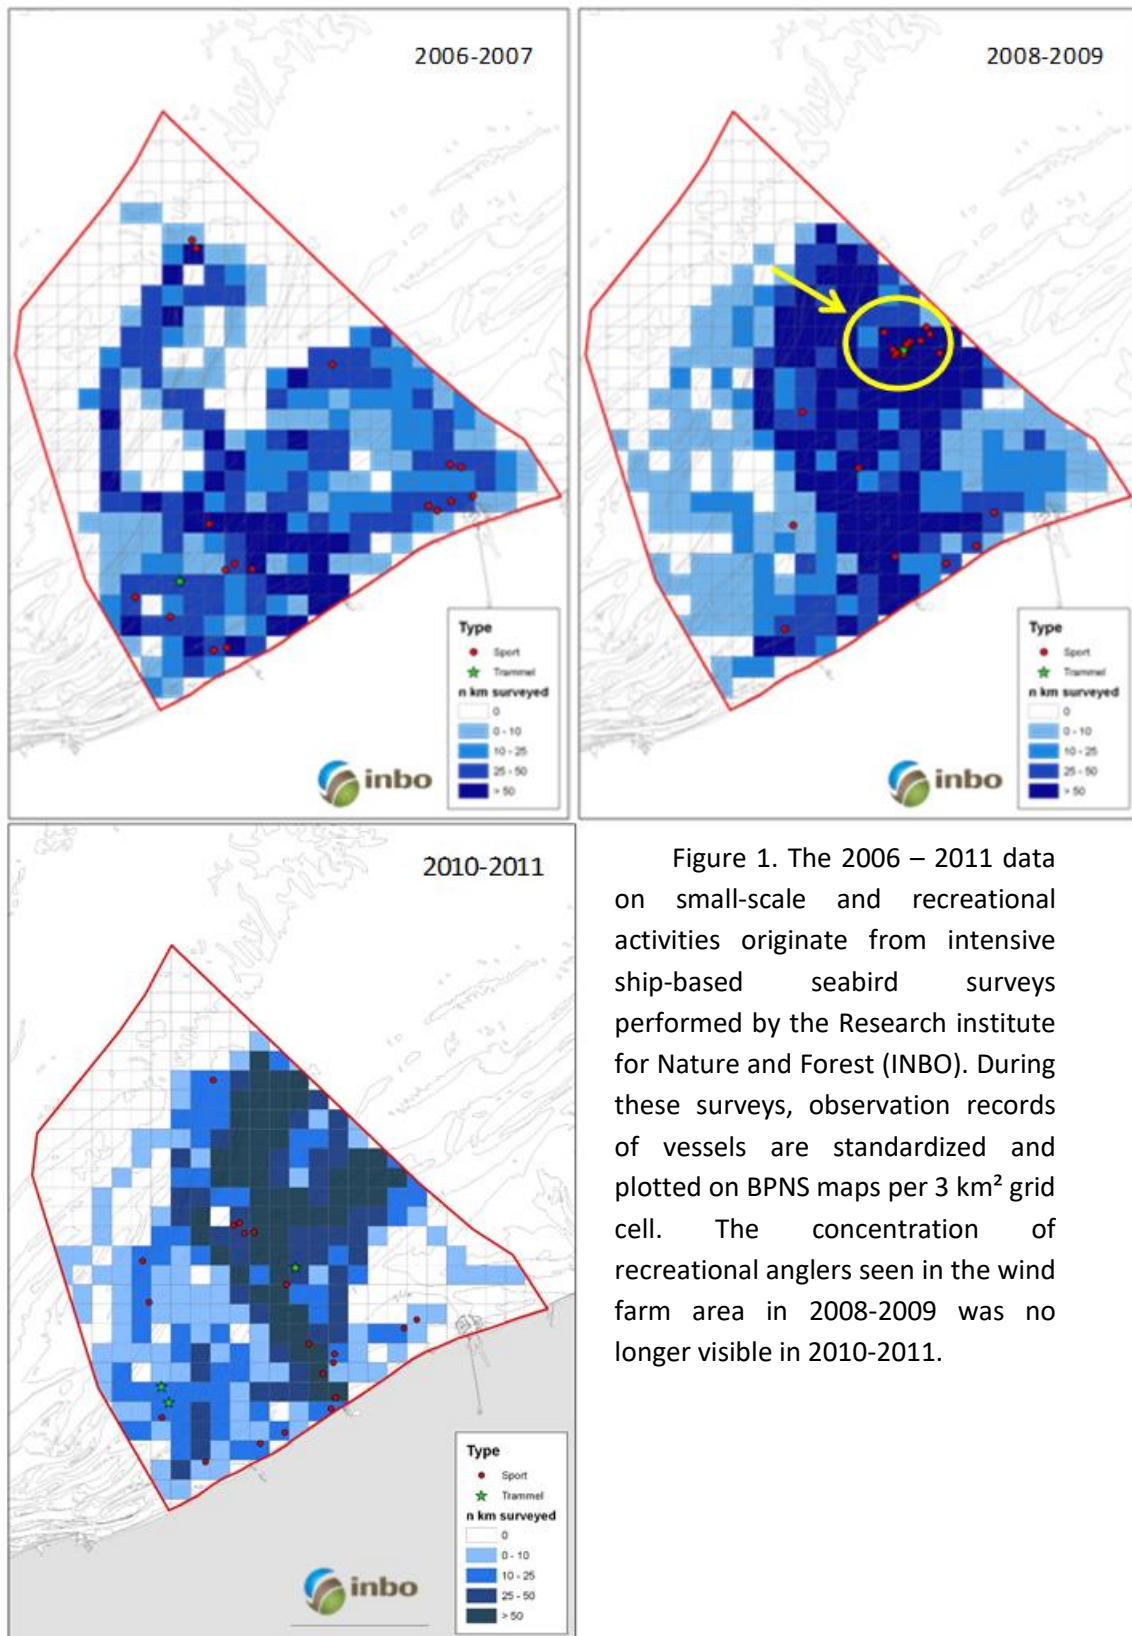 2006-2007
Type
Sport
Trammel
n km surveyed
0
0 - 10
10 - 25
25 - 50
> 50
inbo
2008-2009
Type
Sport
Trammel
n km surveyed
0
0 - 10
10 - 25
25 - 50
> 50
inbo
2010-2011
Type
Sport
Trammel
n km surveyed
0
0 - 10
10 - 25
25 - 50
> 50
inbo
Figure 1. The 2006 – 2011 data
on small-scale and recreational
activities originate from intensive
ship-based seabird surveys
performed by the Research institute
for Nature and Forest (INBO). During
these surveys, observation records
of vessels are standardized and
plotted on BPNS maps per 3 km² grid
cell. The concentration of
recreational anglers seen in the wind
farm area in 2008-2009 was no
longer visible in 2010-2011.